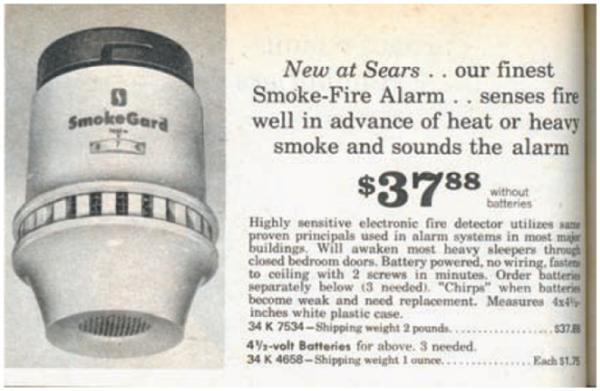 SmokeGard
New at Sears . . our finest
Smoke-Fire Alarm . . senses fire
well in advance of heat or heavy
smoke and sounds the alarm
$37 88 without
batteries
Highly sensitive electronic fire detector utilizes same
proven principals used in alarm systems in most major
buildings. Will awaken most heavy sleepers through
closed bedroom doors. Battery powered, no wiring, fastens
to ceiling with 2 screws in minutes. Order batteries
separately below (3 needed). "Chirps" when batteries
become weak and need replacement. Measures 4x4½-
inches white plastic case.
34 K 7534—Shipping weight 2 pounds. . . . . . . . . . . . . . . . . $37.88
4½-volt Batteries for above. 3 needed.
34 K 4658—Shipping weight 1 ounce. . . . . . . . . . . . . . Each $1.75